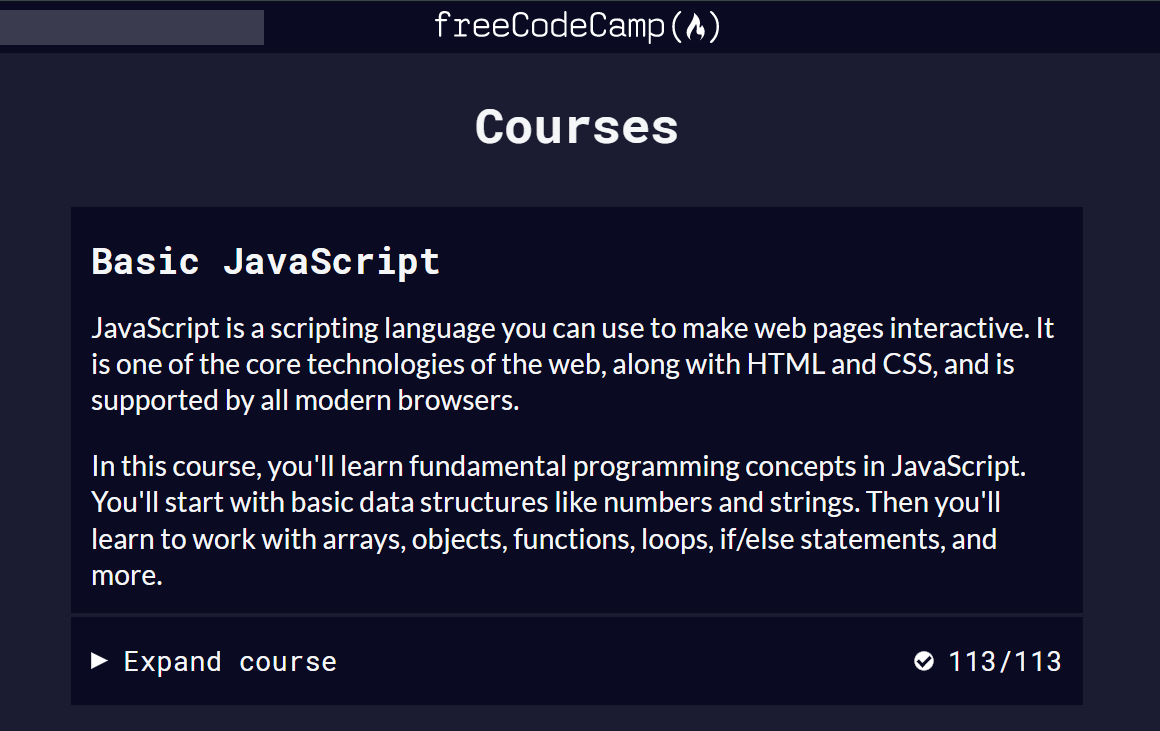 freeCodeCamp(🔥)
Courses
Basic JavaScript
JavaScript is a scripting language you can use to make web pages interactive. It
is one of the core technologies of the web, along with HTML and CSS, and is
supported by all modern browsers.
In this course, you'll learn fundamental programming concepts in JavaScript.
You'll start with basic data structures like numbers and strings. Then you'll
learn to work with arrays, objects, functions, loops, if/else statements, and
more.
Expand course
113/113